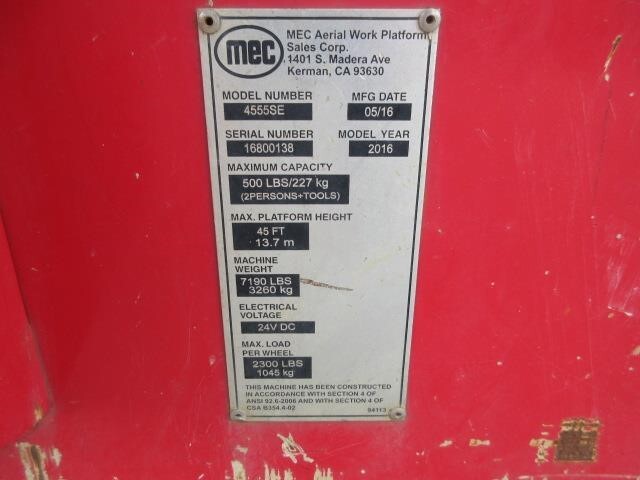 mec
MEC Aerial Work Platform
Sales Corp.
1401 S. Madera Ave
Kerman, CA 93630
MODEL NUMBER MFG DATE
4555SE 05/16
SERIAL NUMBER MODEL YEAR
16800138 2016
MAXIMUM CAPACITY
500 LBS/227 kg
(2PERSONS+TOOLS)
MAX. PLATFORM HEIGHT
45 FT
13.7 m
MACHINE
WEIGHT
7190 LBS
3260 kg
ELECTRICAL
VOLTAGE
24V DC
MAX. LOAD
PER WHEEL
2300 LBS
1045 kg
THIS MACHINE HAS BEEN CONSTRUCTED
IN ACCORDANCE WITH SECTION 4 OF
ANSI 92.6-2006 AND WITH SECTION 4 OF
CSA B354.4-02 94113